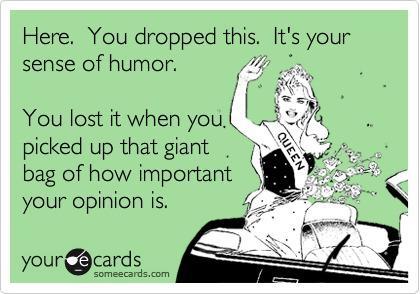 Here.  You dropped this.  It's your
sense of humor.
You lost it when you
picked up that giant
bag of how important
your opinion is.
QUEEN
your e cards
someecards.com